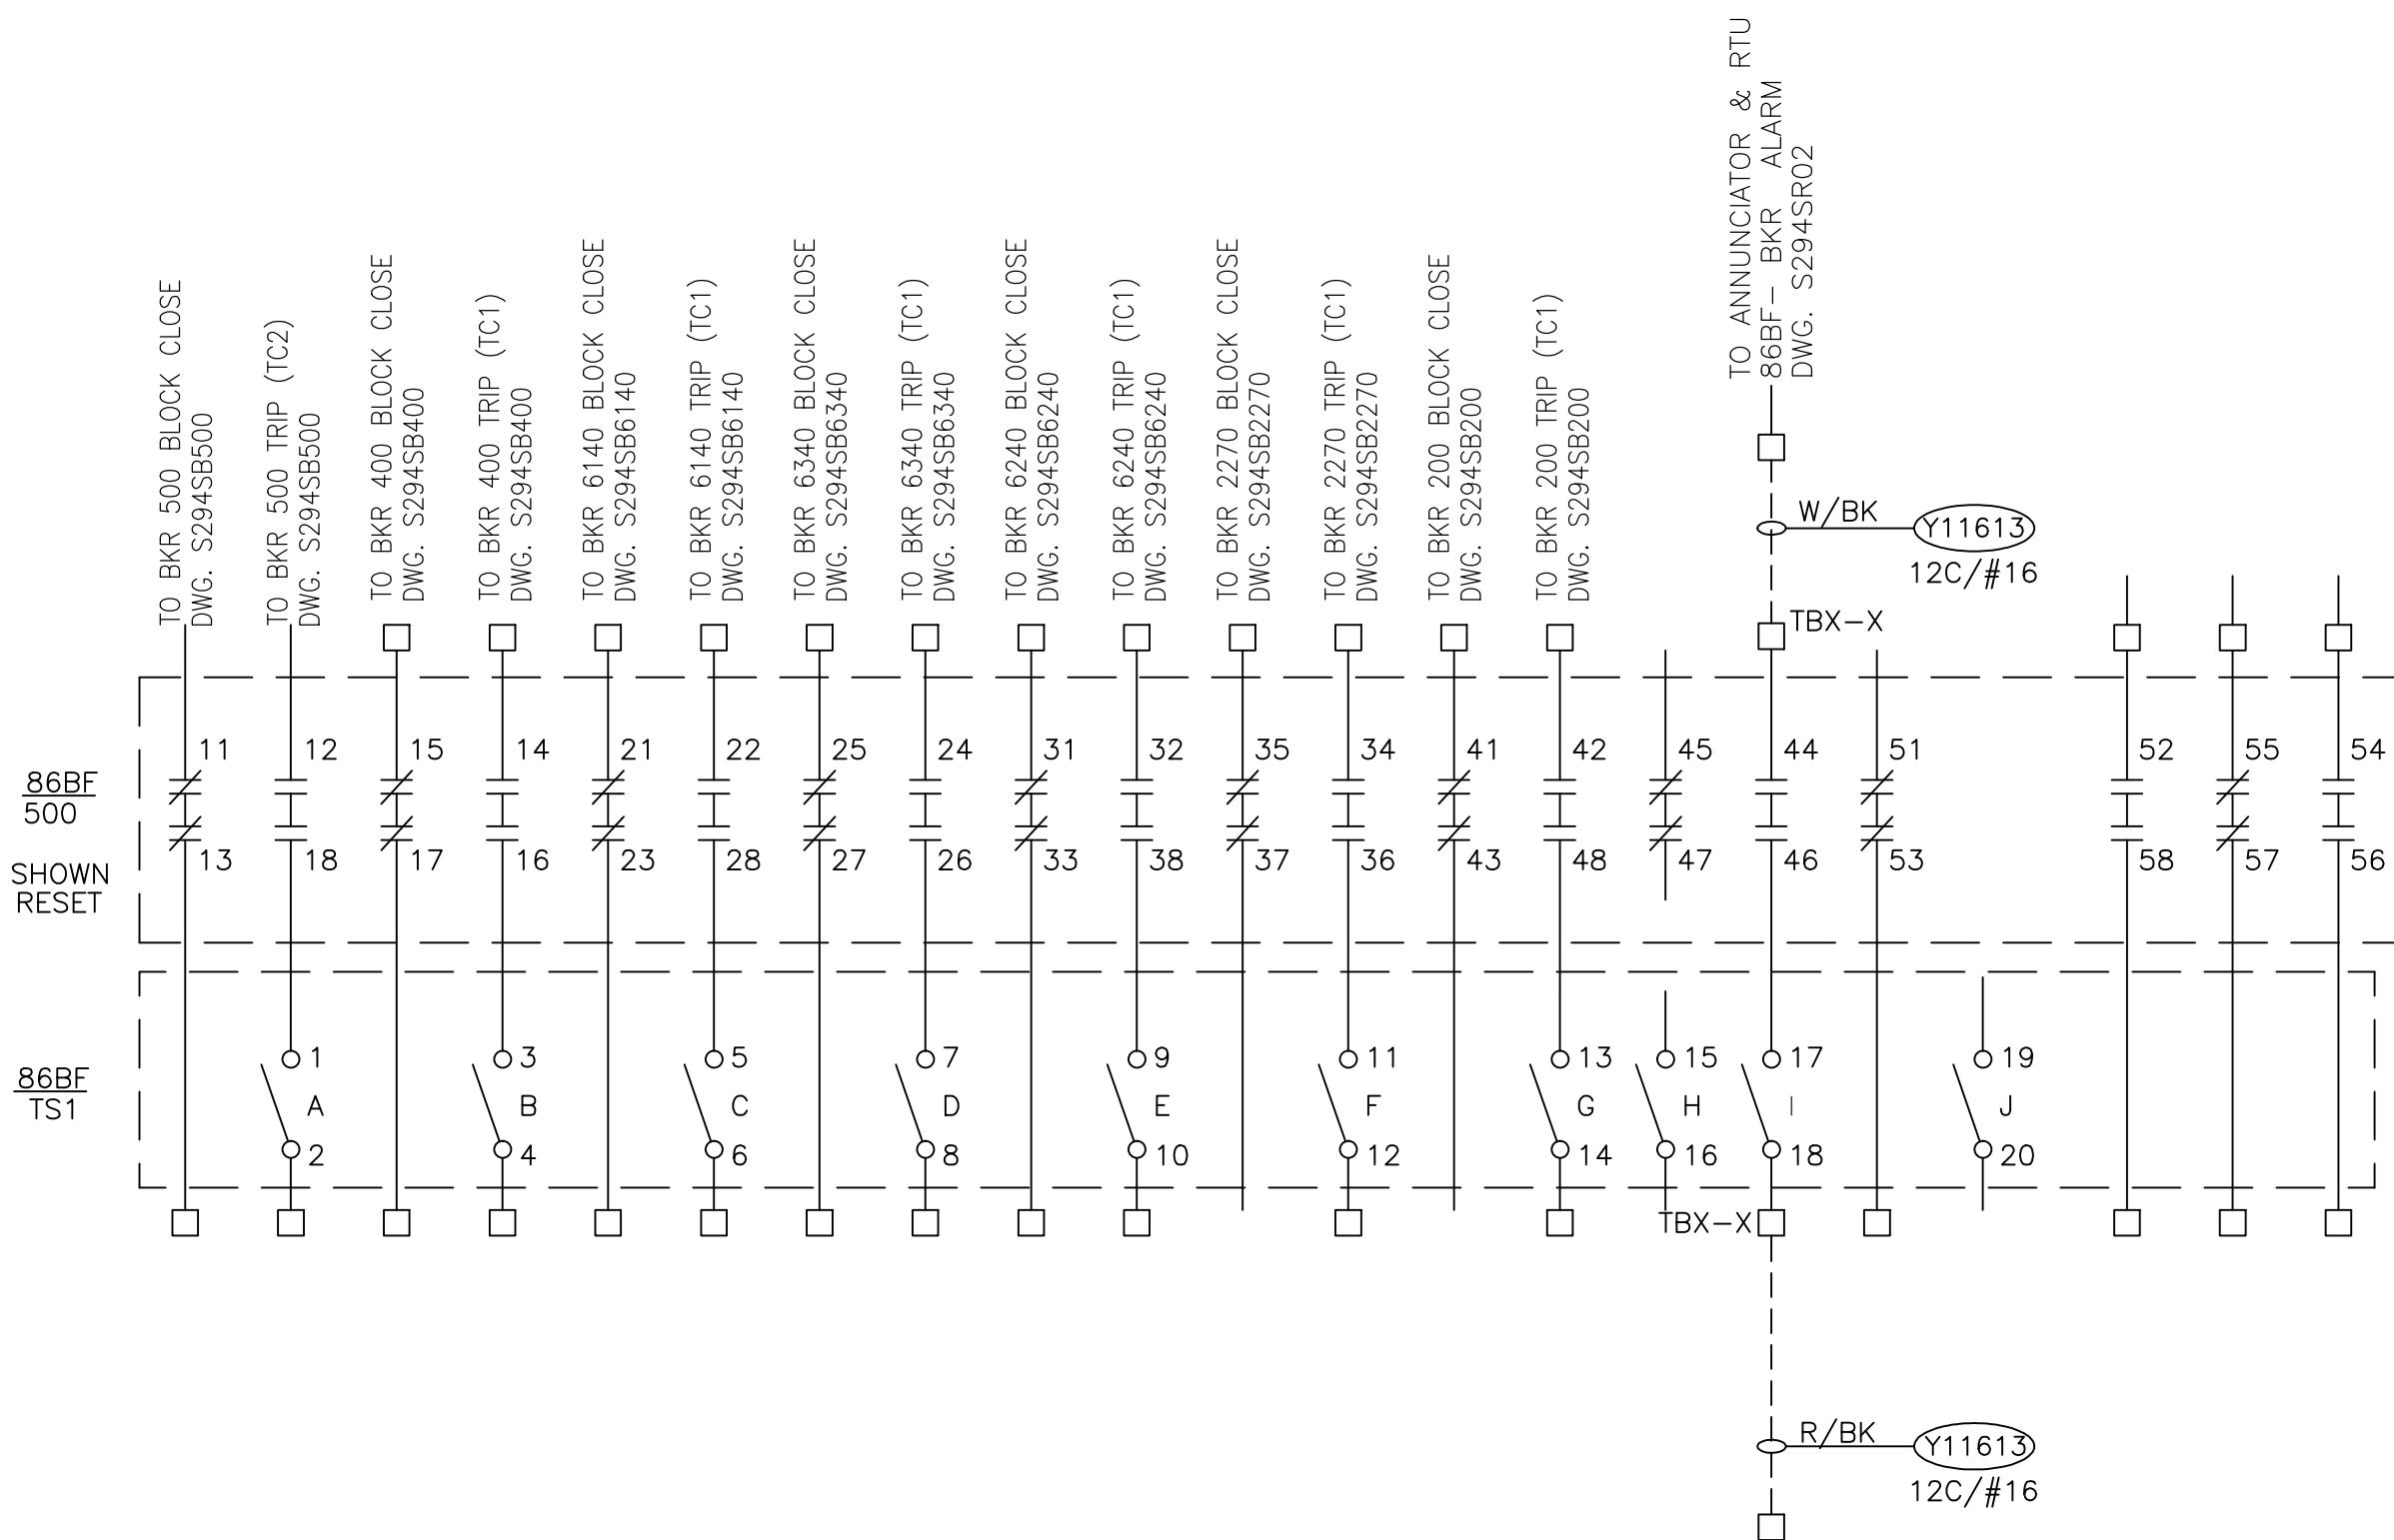 TO BKR 500 BLOCK CLOSE
DWG. S294SB500
TO BKR 500 TRIP (TC2)
DWG. S294SB500
TO BKR 400 BLOCK CLOSE
DWG. S294SB400
TO BKR 400 TRIP (TC1)
DWG. S294SB400
TO BKR 6140 BLOCK CLOSE
DWG. S294SB6140
TO BKR 6140 TRIP (TC1)
DWG. S294SB6140
TO BKR 6340 BLOCK CLOSE
DWG. S294SB6340
TO BKR 6340 TRIP (TC1)
DWG. S294SB6340
TO BKR 6240 BLOCK CLOSE
DWG. S294SB6240
TO BKR 6240 TRIP (TC1)
DWG. S294SB6240
TO BKR 2270 BLOCK CLOSE
DWG. S294SB2270
TO BKR 2270 TRIP (TC1)
DWG. S294SB2270
TO BKR 200 BLOCK CLOSE
DWG. S294SB200
TO BKR 200 TRIP (TC1)
DWG. S294SB200
TO ANNUNCIATOR & RTU
86BF- BKR ALARM
DWG. S294SR02
W/BK Y11613
12C/#16
TBX-X
11 12 15 14 21 22 25 24 31 32 35 34 41 42 45 44 51 52 55 54
86BF
500
13 18 17 16 23 28 27 26 33 38 37 36 43 48 47 46 53 58 57 56
SHOWN
RESET
1 3 5 7 9 11 13 15 17 19
86BF
TS1
A B C D E F G H I J
2 4 6 8 10 12 14 16 18 20
TBX-X
R/BK Y11613
12C/#16